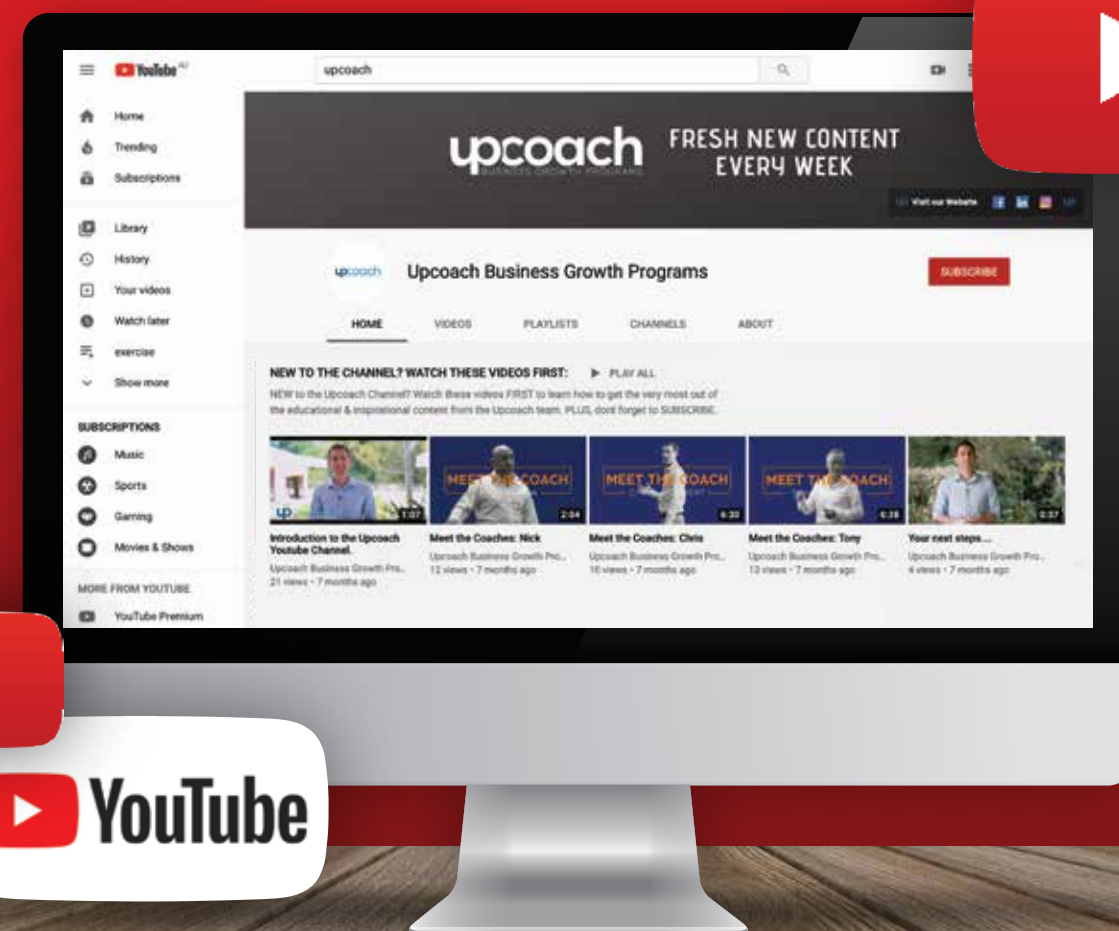 YouTube AU
upcoach
Home
Trending
Subscriptions
Library
History
Your videos
Watch later
exercise
Show more
SUBSCRIPTIONS
Music
Sports
Gaming
Movies & Shows
MORE FROM YOUTUBE
YouTube Premium
upcoach FRESH NEW CONTENT
BUSINESS GROWTH PROGRAMS EVERY WEEK
Visit our Website
upcoach Upcoach Business Growth Programs SUBSCRIBE
HOME VIDEOS PLAYLISTS CHANNELS ABOUT
NEW TO THE CHANNEL? WATCH THESE VIDEOS FIRST: PLAY ALL
NEW to the Upcoach Channel? Watch these videos FIRST to learn how to get the very most out of
the educational & inspirational content from the Upcoach team. PLUS, dont forget to SUBSCRIBE.
up 1:07
Introduction to the Upcoach
Youtube Channel.
Upcoach Business Growth Pro...
21 views • 7 months ago
MEET THE COACH
2:04
Meet the Coaches: Nick
Upcoach Business Growth Pro...
12 views • 7 months ago
MEET THE COACH
6:20
Meet the Coaches: Chris
Upcoach Business Growth Pro...
10 views • 7 months ago
MEET THE COACH
6:38
Meet the Coaches: Tony
Upcoach Business Growth Pro...
12 views • 7 months ago
0:37
Your next steps....
Upcoach Business Growth Pro...
4 views • 7 months ago
YouTube